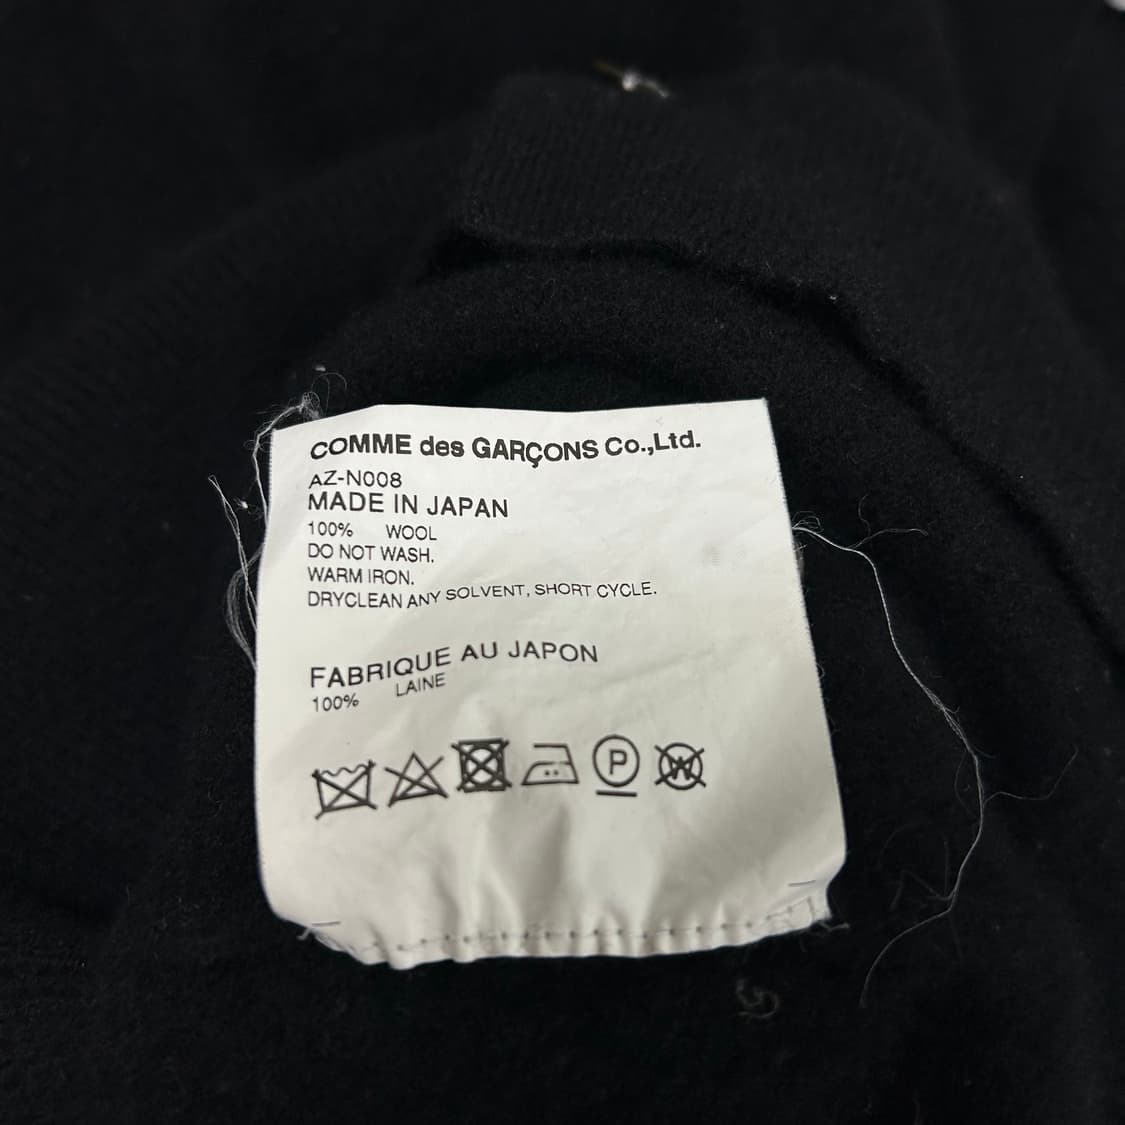 COMME des GARÇONS Co.,Ltd.
AZ-N008
MADE IN JAPAN
100% WOOL
DO NOT WASH.
WARM IRON.
DRYCLEAN ANY SOLVENT, SHORT CYCLE.
FABRIQUE AU JAPON
100% LAINE
P W